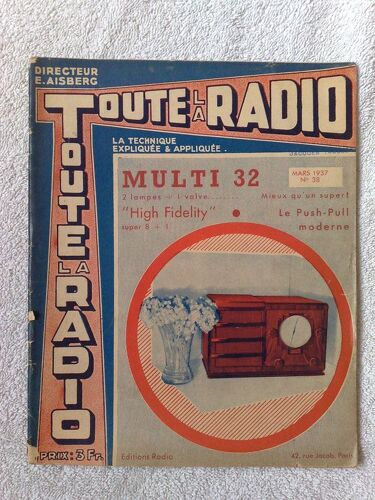 DIRECTEUR
E. AISBERG
TOUTE LA RADIO
TOUTE LA RADIO
LA TECHNIQUE
EXPLIQUÉE & APPLIQUÉE.
MARS 1937
No 38
MULTI 32
2 lampes + 1 valve........ Mieux qu'un super!
"High Fidelity" • Le Push-Pull
super 8 + 1 moderne
PRIX: 3 Fr.
Editions Radio 42, rue Jacob, Paris